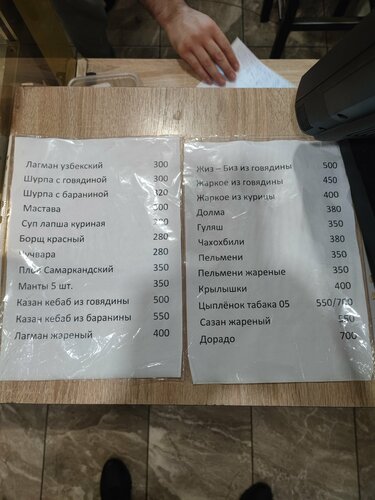 Лагман узбекский 300
Шурпа с говядиной 300
Шурпа с бараниной 320
Мастава
Суп лапша куриная
Борщ красный 280
Чучвара 280
Плов Самаркандский 350
Манты 5 шт. 350
Казан кебаб из говядины 500
Казан кебаб из баранины 550
Лагман жареный 400
Жиз – Биз из говядины 500
Жаркое из говядины 450
Жаркое из курицы 400
Долма 380
Гуляш 350
Чахохбили 380
Пельмени 350
Пельмени жареные 350
Крылышки 400
Цыплёнок табака 05 550/700
Сазан жареный 550
Дорадо 700